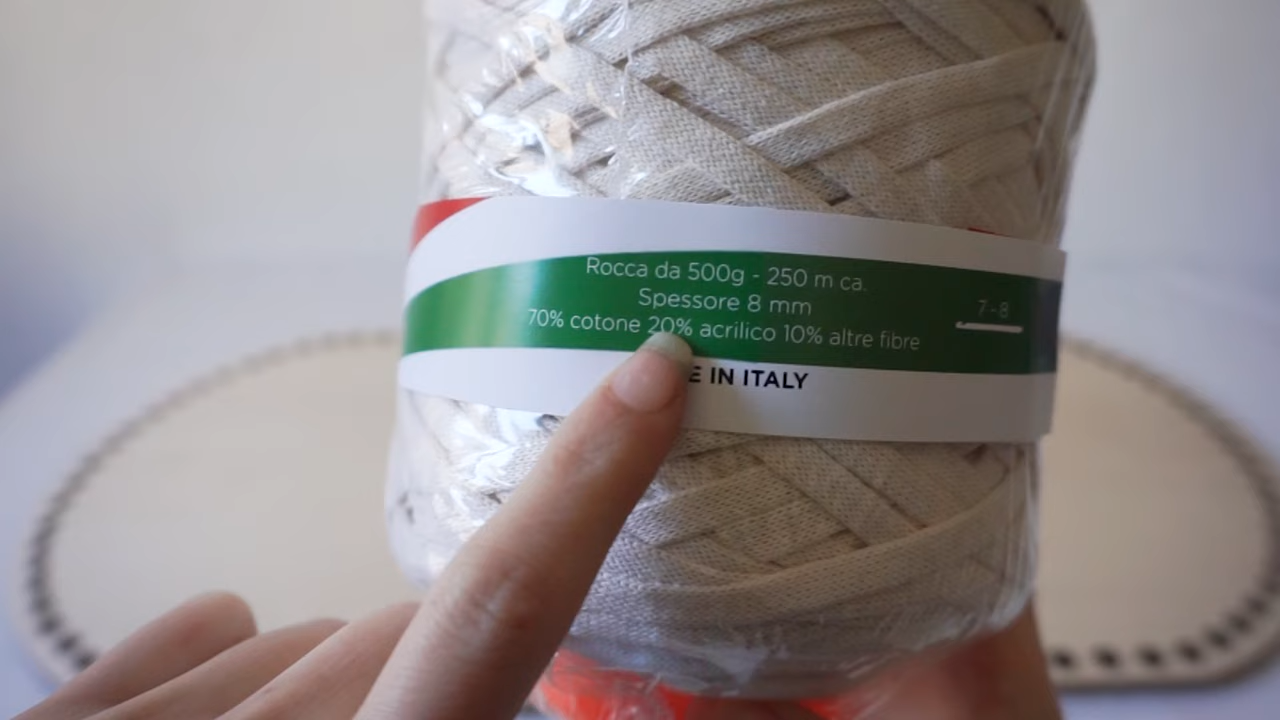 Rocca da 500g - 250 m ca.
Spessore 8 mm
70% cotone 20% acrilico 10% altre fibre
7-8
E IN ITALY